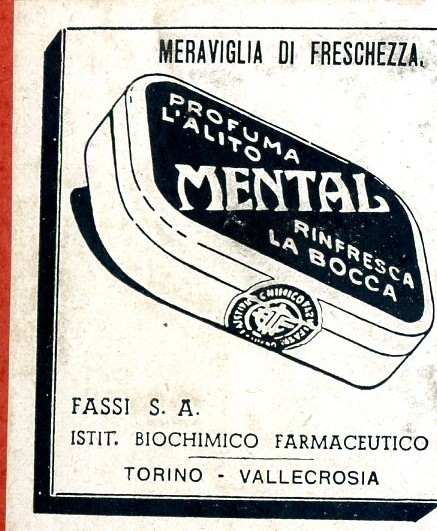 MERAVIGLIA DI FRESCHEZZA.
PROFUMA
L'ALITO
MENTAL
RINFRESCA
LA BOCCA
FASSI S. A.
ISTIT. BIOCHIMICO FARMACEUTICO
TORINO - VALLECROSIA